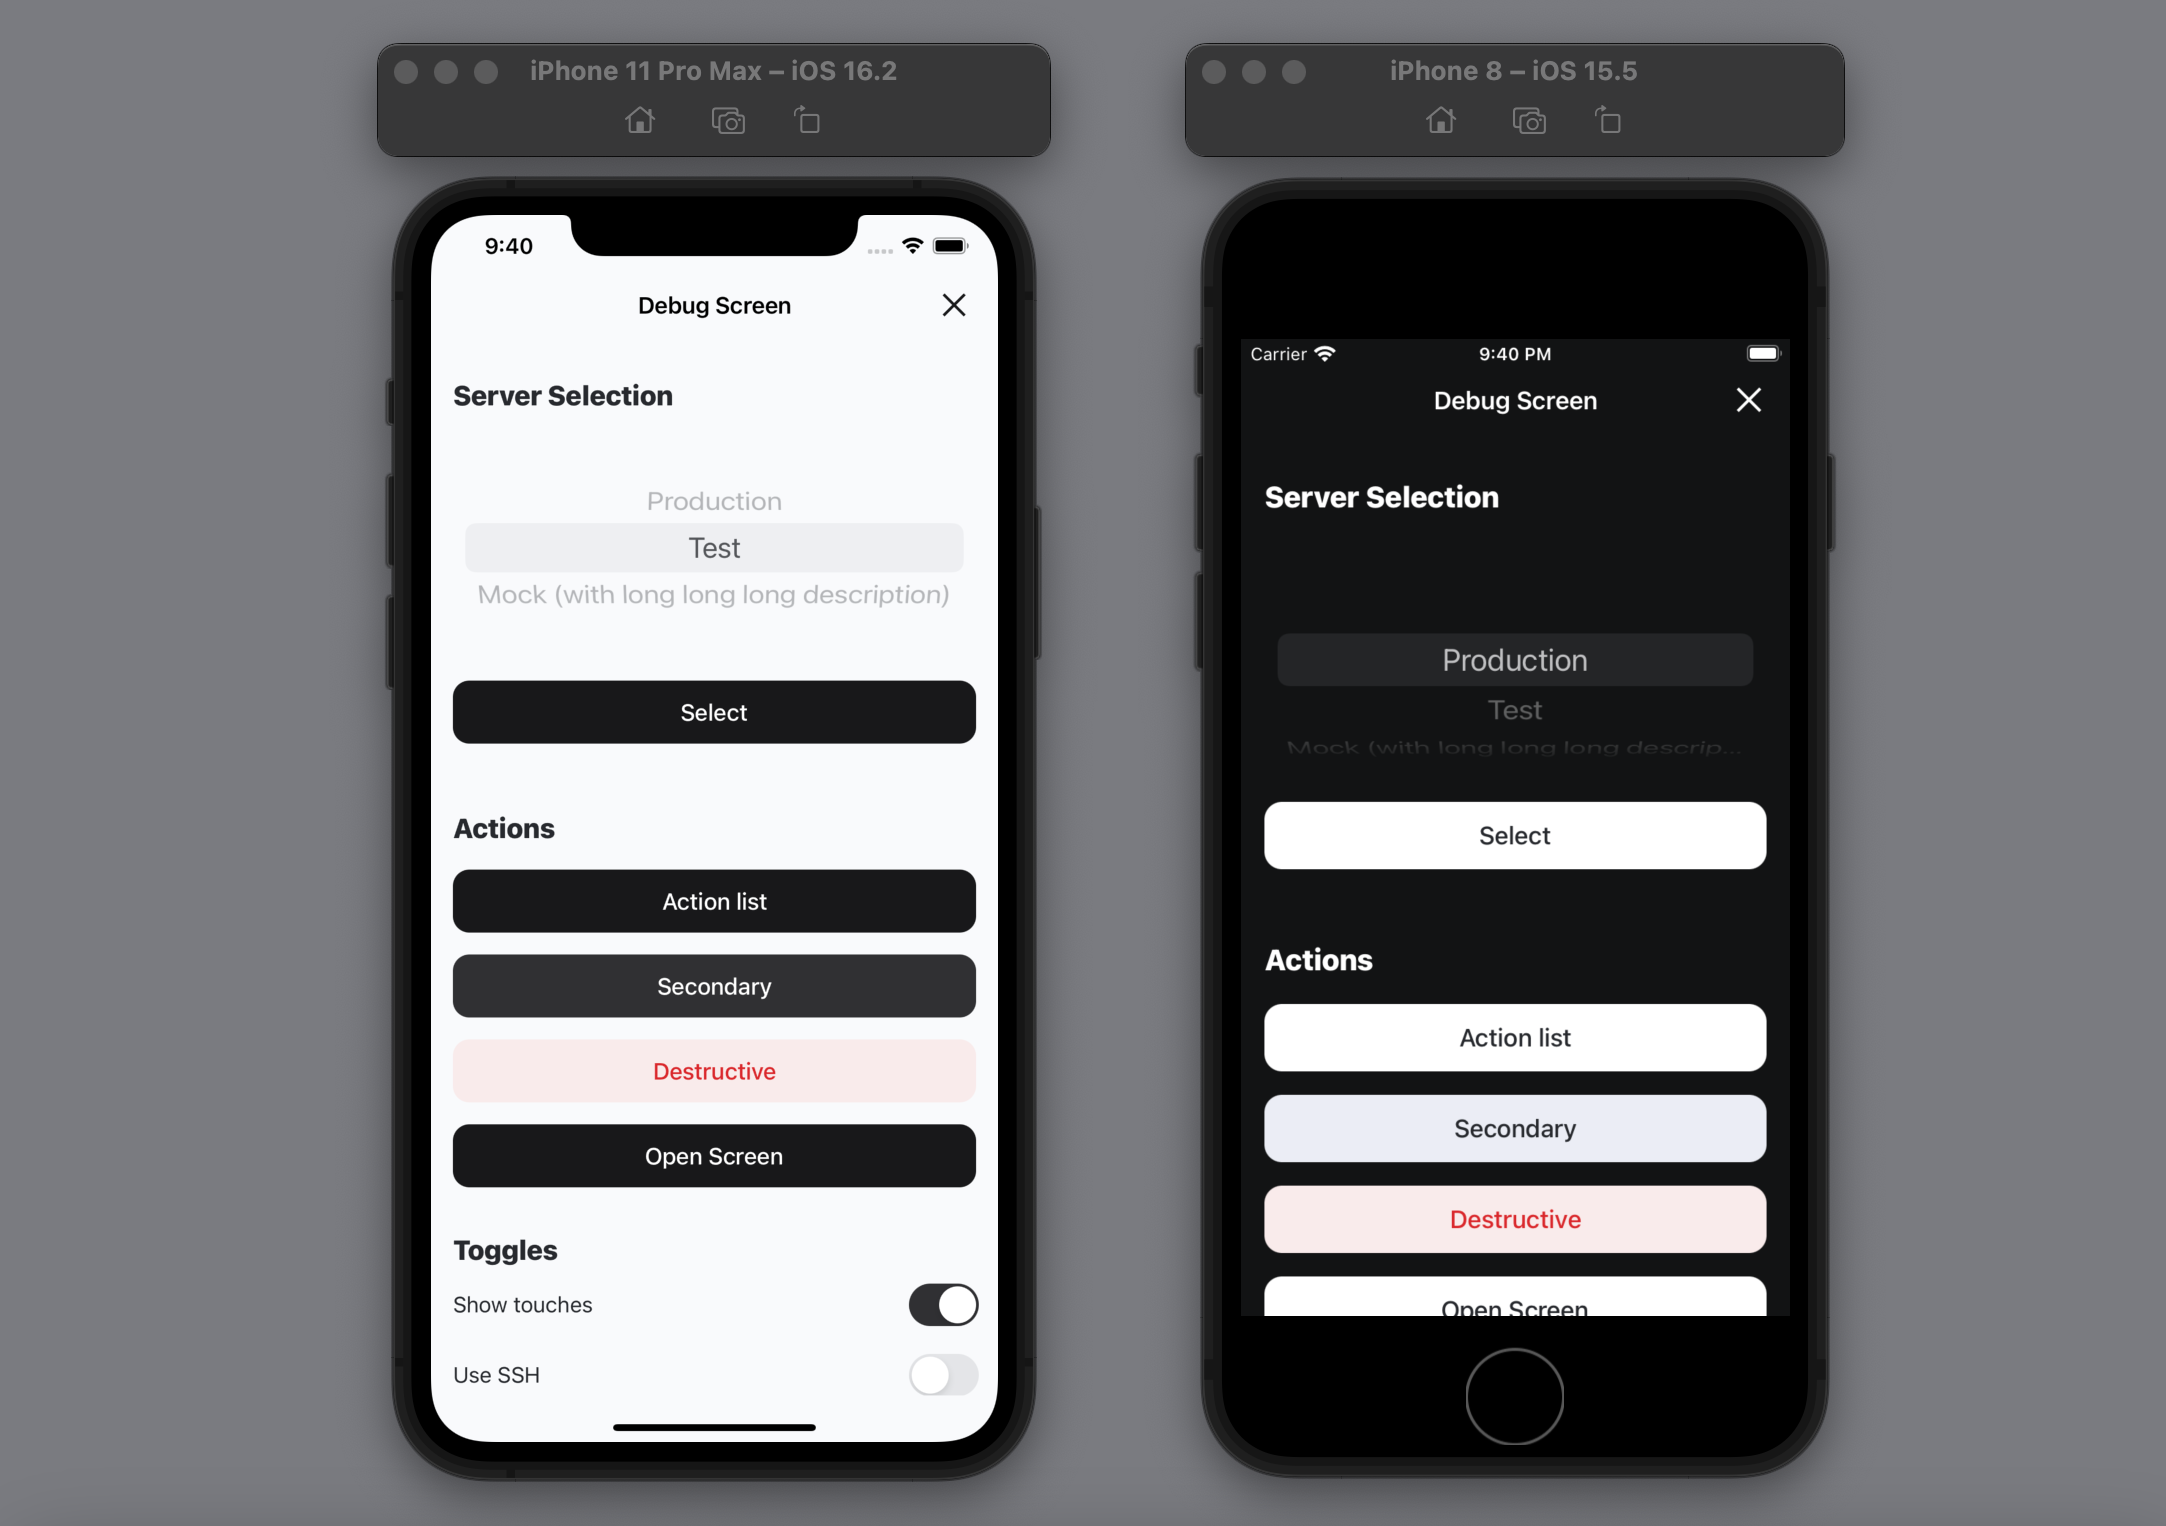 iPhone 11 Pro Max – iOS 16.2
9:40
Debug Screen
Server Selection
Production
Test
Mock (with long long long description)
Select
Actions
Action list
Secondary
Destructive
Open Screen
Toggles
Show touches
Use SSH
iPhone 8 – iOS 15.5
Carrier
9:40 PM
Debug Screen
Server Selection
Production
Test
Mock (with long long long descrip...
Select
Actions
Action list
Secondary
Destructive
Open Screen